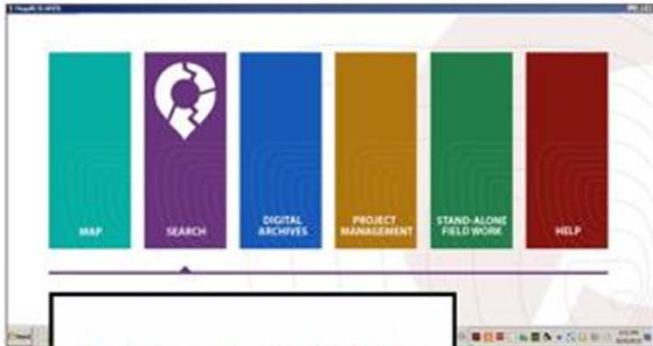 MAP
SEARCH
DIGITAL
ARCHIVES
PROJECT
MANAGEMENT
STAND-ALONE
FIELD WORK
HELP